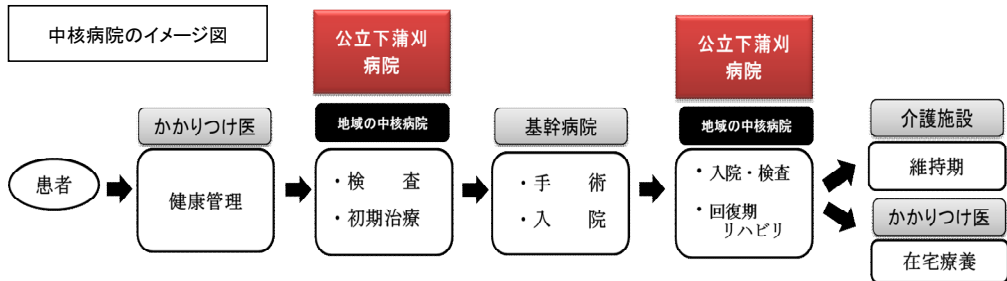 中核病院のイメージ図
患者
かかりつけ医
健康管理
公立下蒲刈
病院
地域の中核病院
・検　査
・初期治療
基幹病院
・手　術
・入　院
公立下蒲刈
病院
地域の中核病院
・入院・検査
・回復期
リハビリ
介護施設
維持期
かかりつけ医
在宅療養